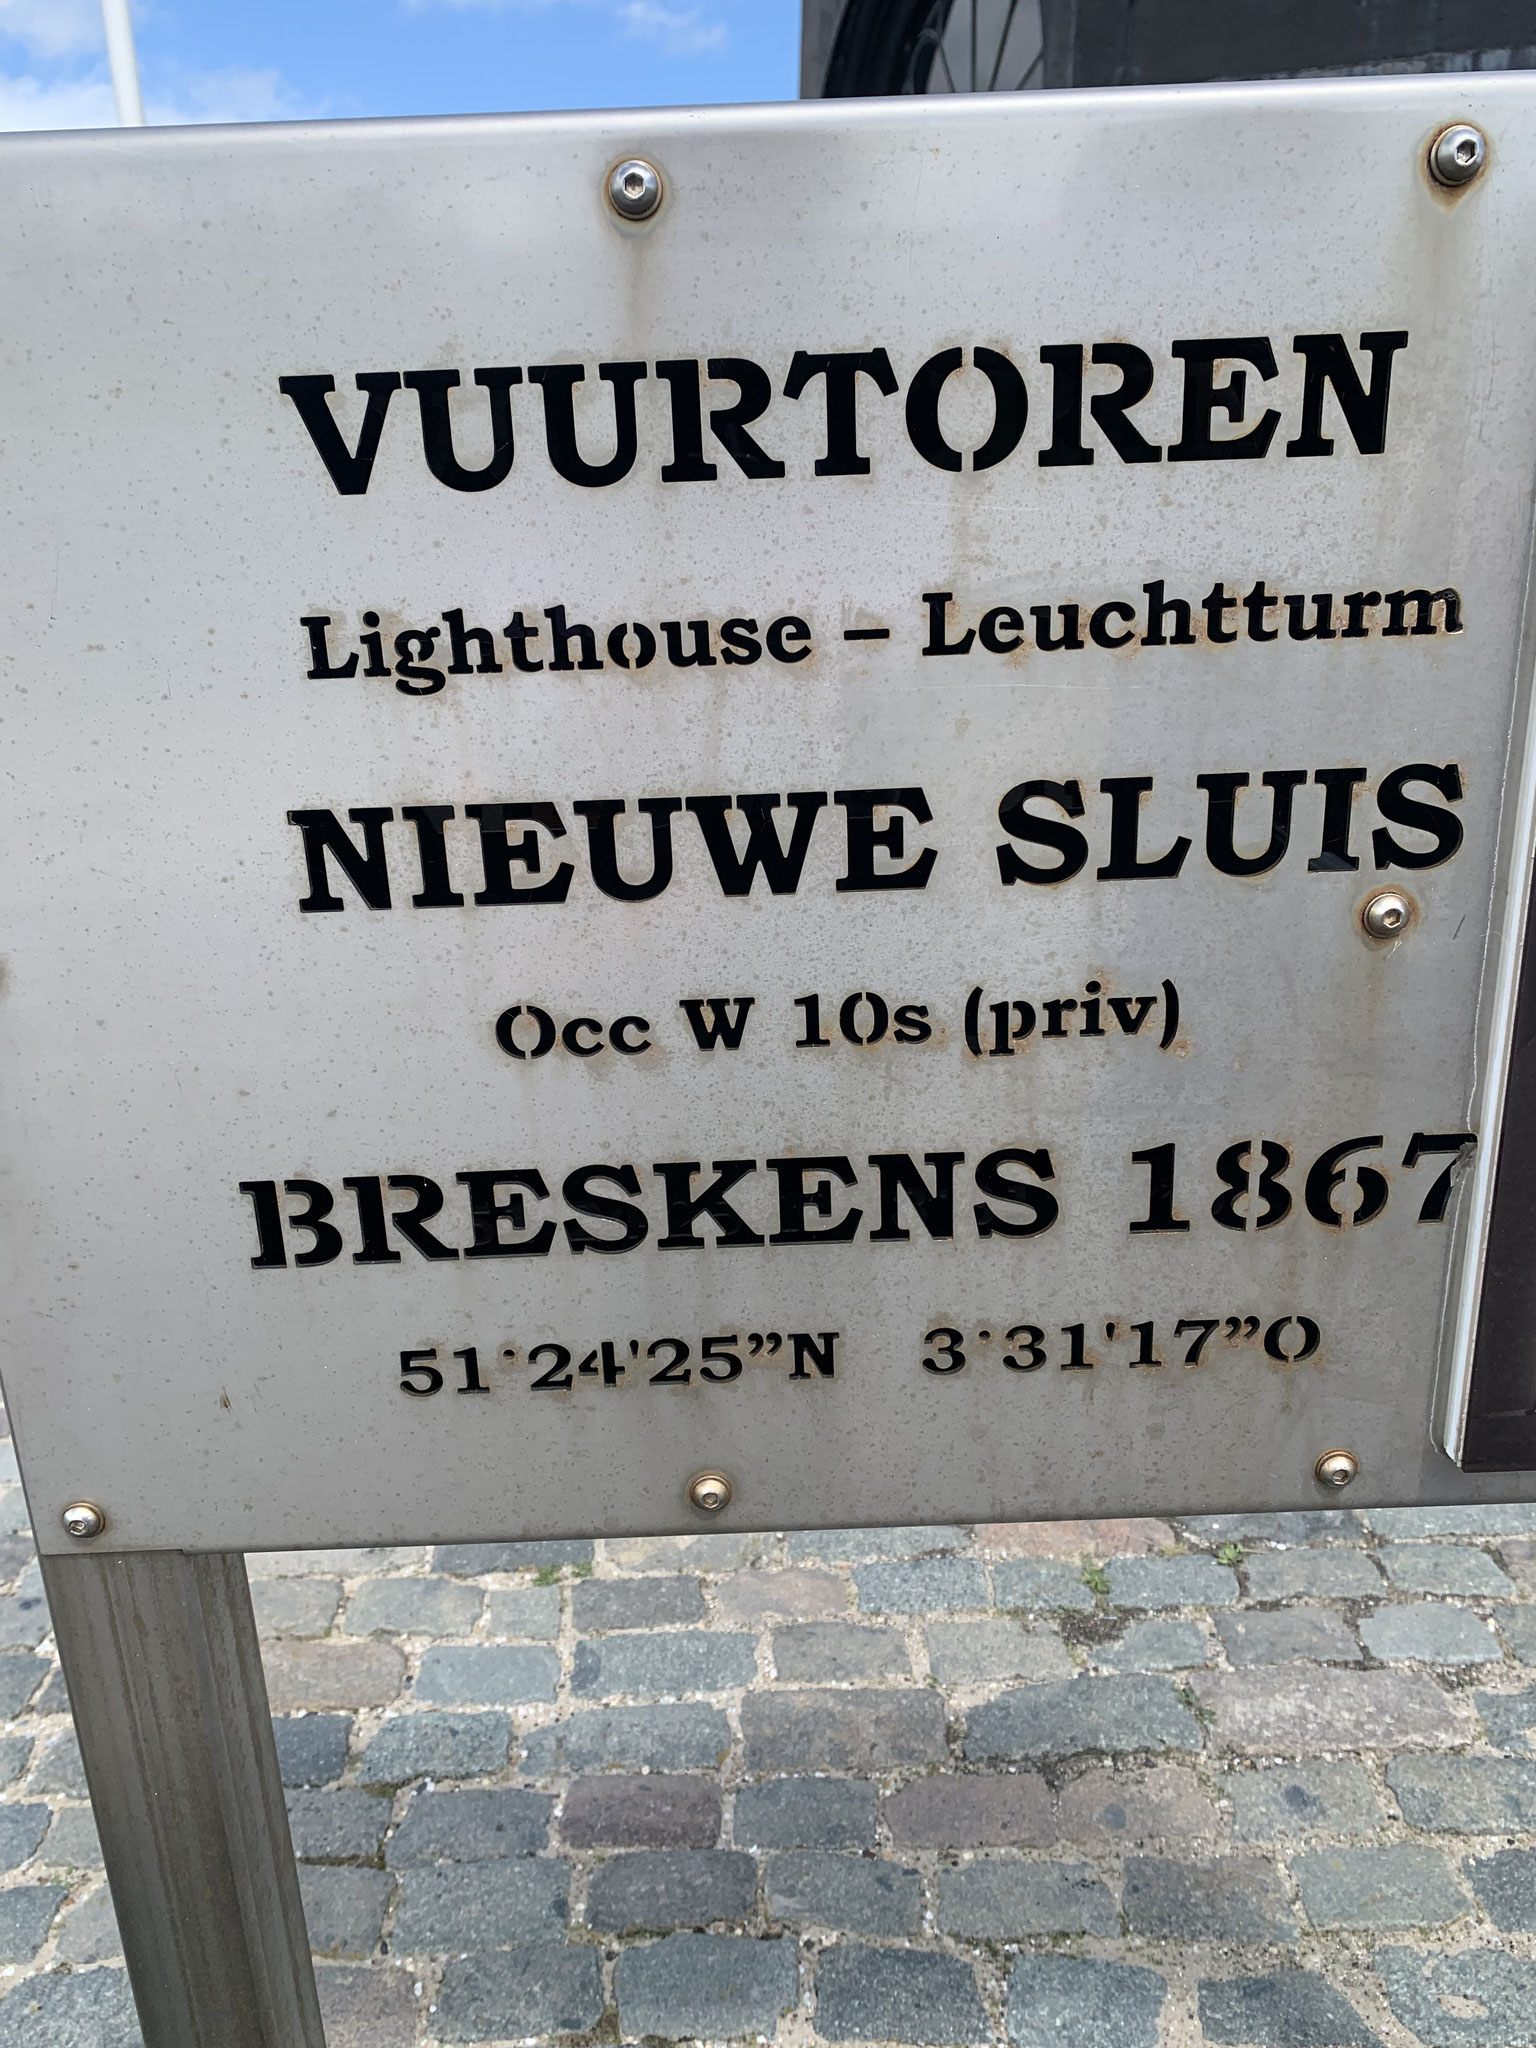 VUURTOREN
Lighthouse – Leuchtturm
NIEUWE SLUIS
Occ W 10s (priv)
BRESKENS 1867
51°24'25”N 3°31'17”O